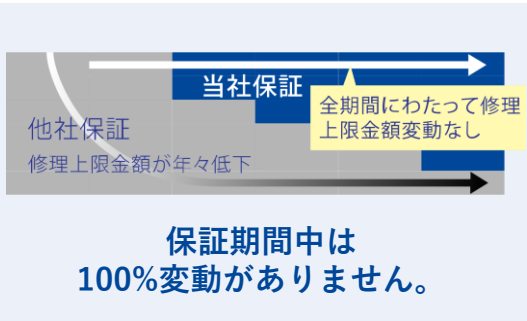 当社保証
全期間にわたって修理
上限金額変動なし
他社保証
修理上限金額が年々低下
保証期間中は
100%変動がありません。